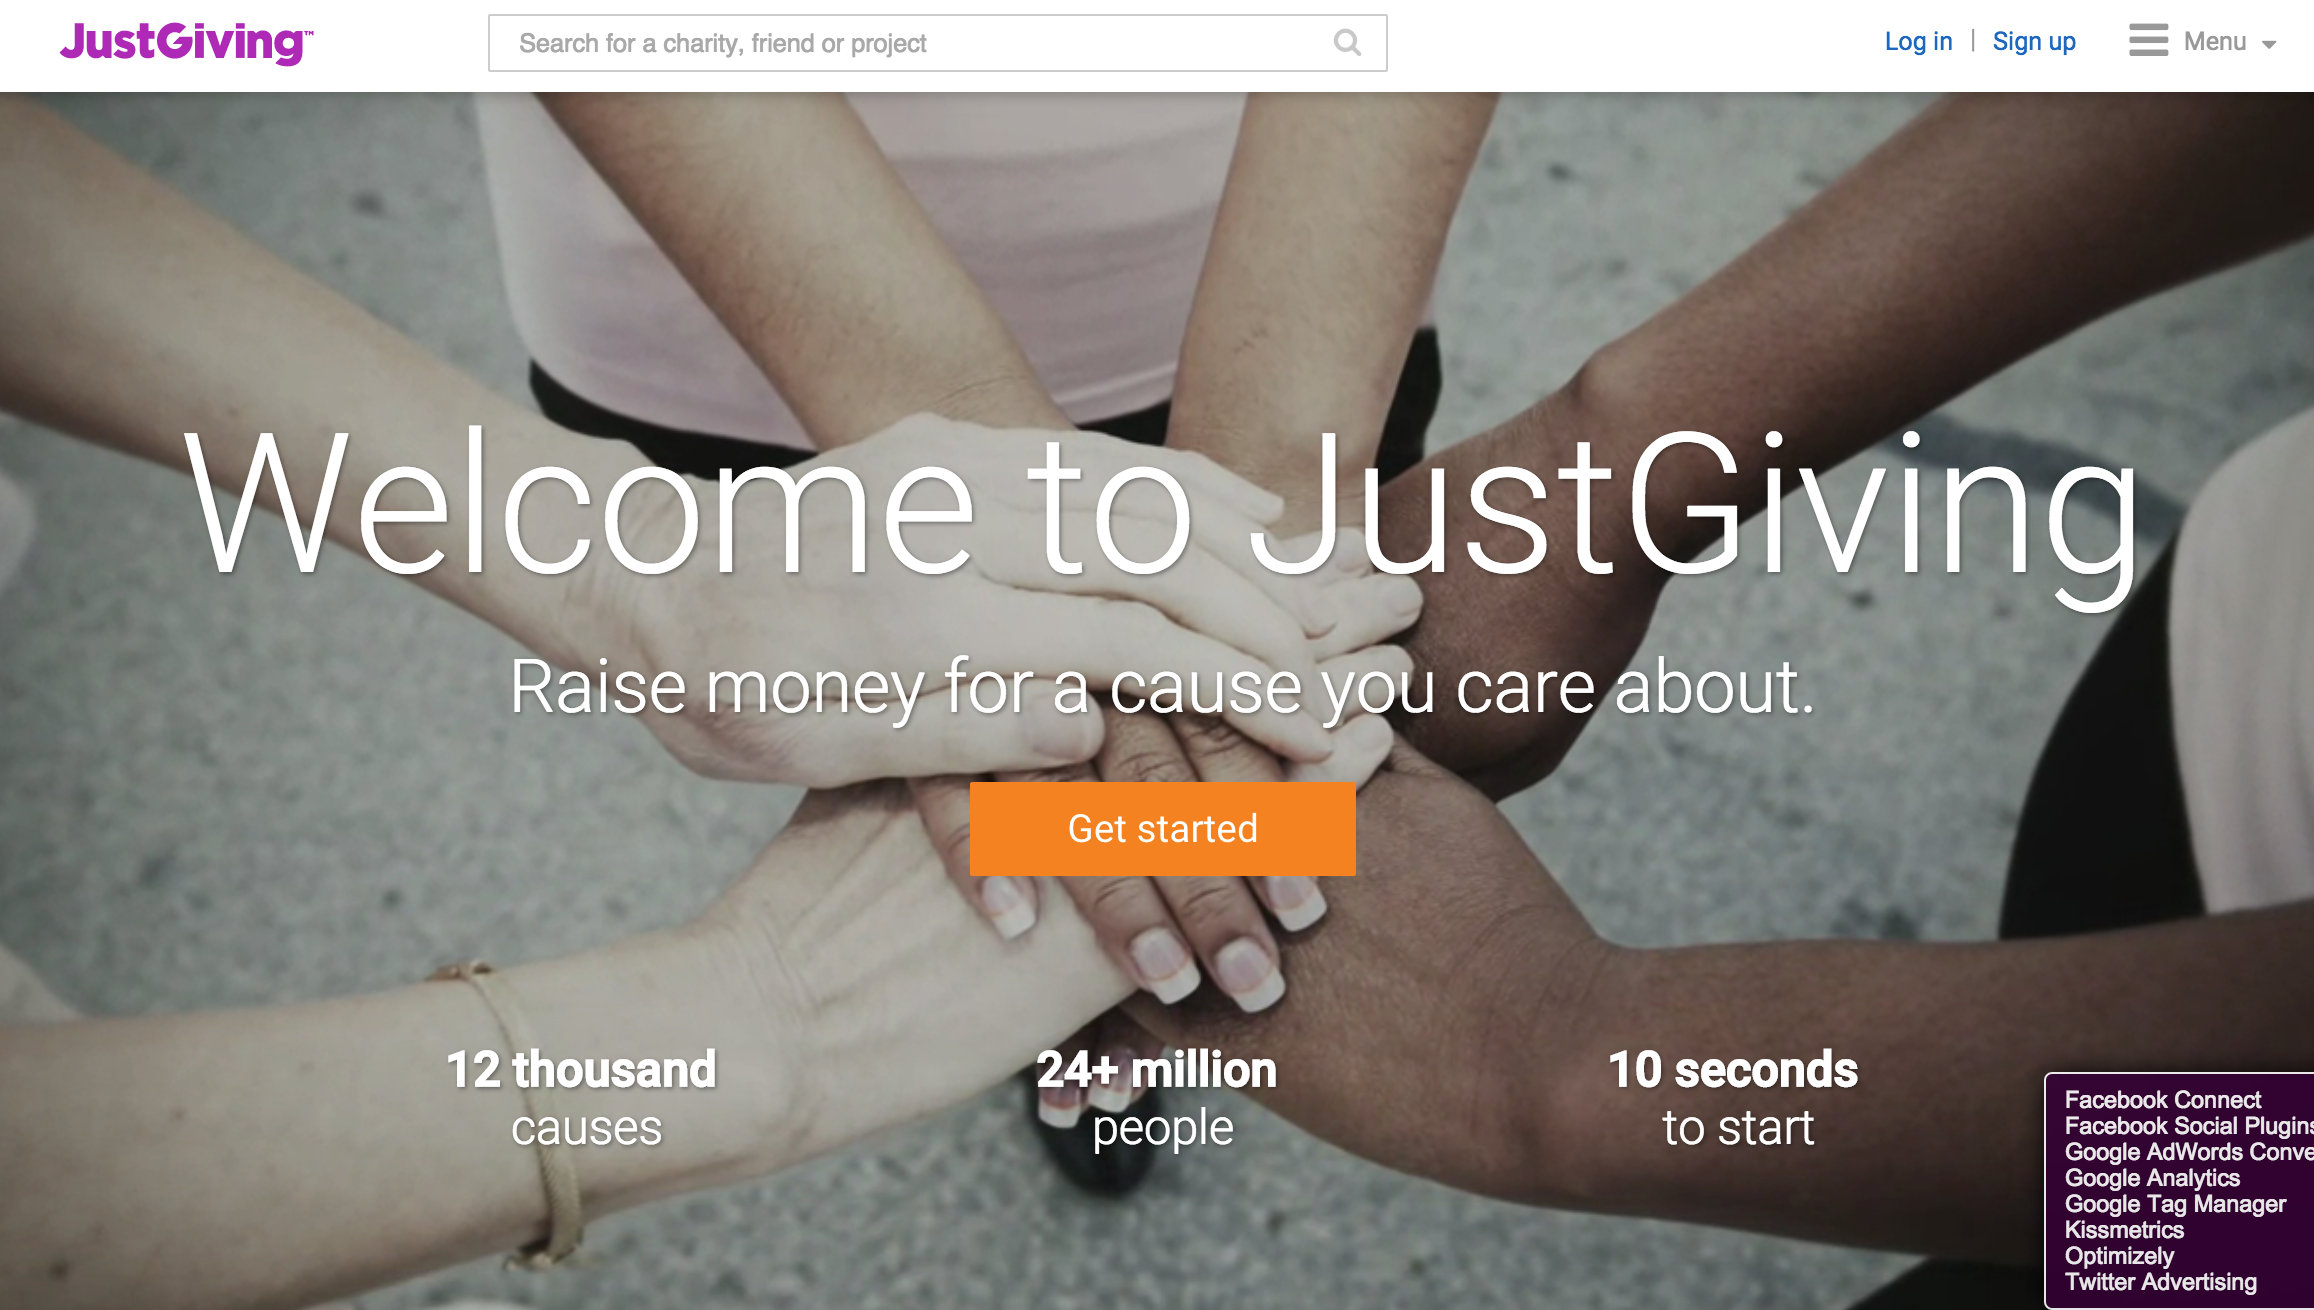 JustGiving™
Search for a charity, friend or project
Log in | Sign up
Menu
Welcome to JustGiving
Raise money for a cause you care about.
Get started
12 thousand
causes
24+ million
people
10 seconds
to start
Facebook Connect
Facebook Social Plugins
Google AdWords Conve
Google Analytics
Google Tag Manager
Kissmetrics
Optimizely
Twitter Advertising